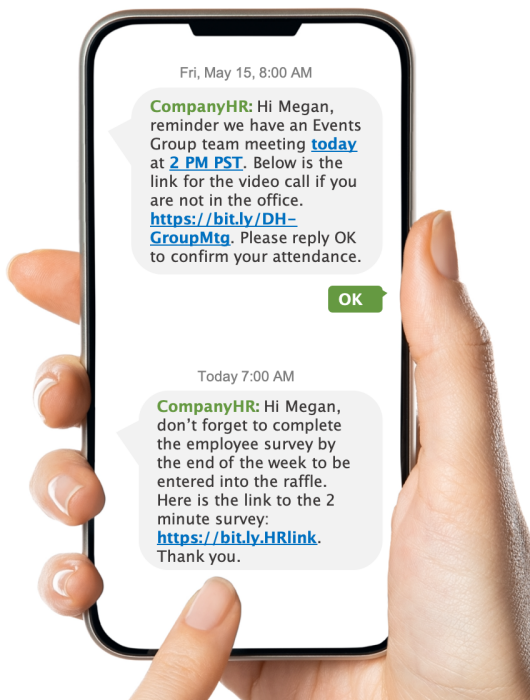 Fri, May 15, 8:00 AM
CompanyHR: Hi Megan,
reminder we have an Events
Group team meeting today
at 2 PM PST. Below is the
link for the video call if you
are not in the office.
https://bit.ly/DH-
GroupMtg. Please reply OK
to confirm your attendance.
OK
Today 7:00 AM
CompanyHR: Hi Megan,
don’t forget to complete
the employee survey by
the end of the week to be
entered into the raffle.
Here is the link to the 2
minute survey:
https://bit.ly.HRlink.
Thank you.